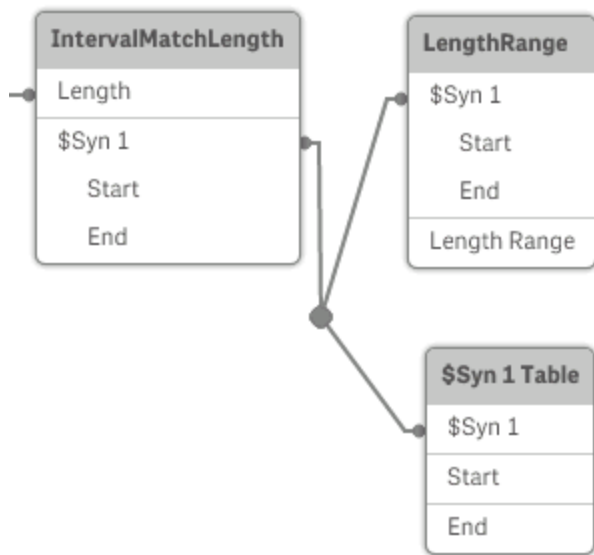 IntervalMatchLength
Length
$Syn 1
Start
End
LengthRange
$Syn 1
Start
End
Length Range
$Syn 1 Table
$Syn 1
Start
End